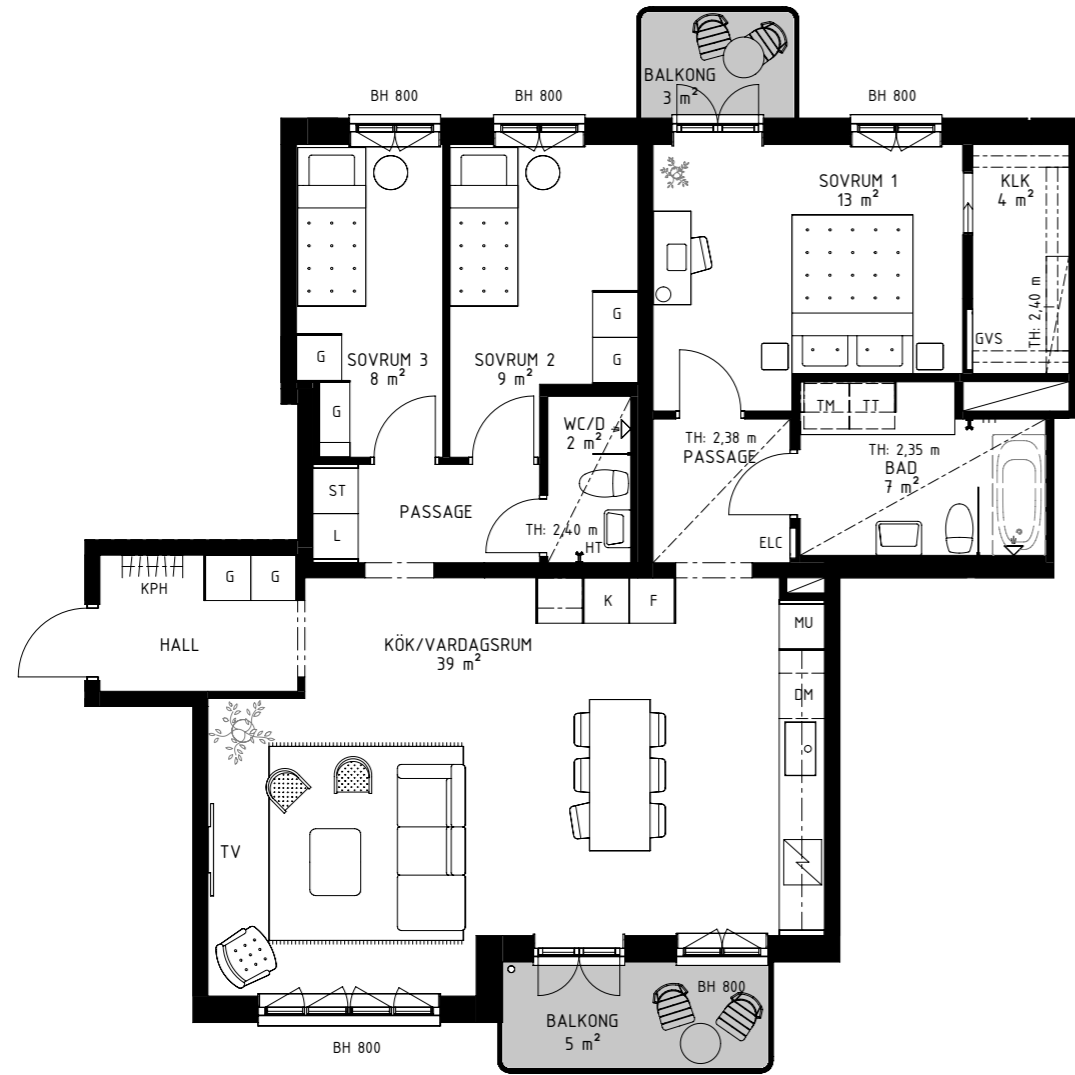 BALKONG
3 m²
BH 800
BH 800
BH 800
SOVRUM 1
13 m²
KLK
4 m²
TH: 2,40 m
GVS
G
G
G
G
SOVRUM 3
8 m²
SOVRUM 2
9 m²
WC/D
2 m²
TM
TT
TH: 2,38 m
PASSAGE
TH: 2,35 m
BAD
7 m²
HT
ST
L
PASSAGE
TH: 2,40 m
HT
ELC
KPH
G
G
HALL
K
F
KÖK/VARDAGSRUM
39 m²
MU
DM
TV
BH 800
BALKONG
5 m²
BH 800